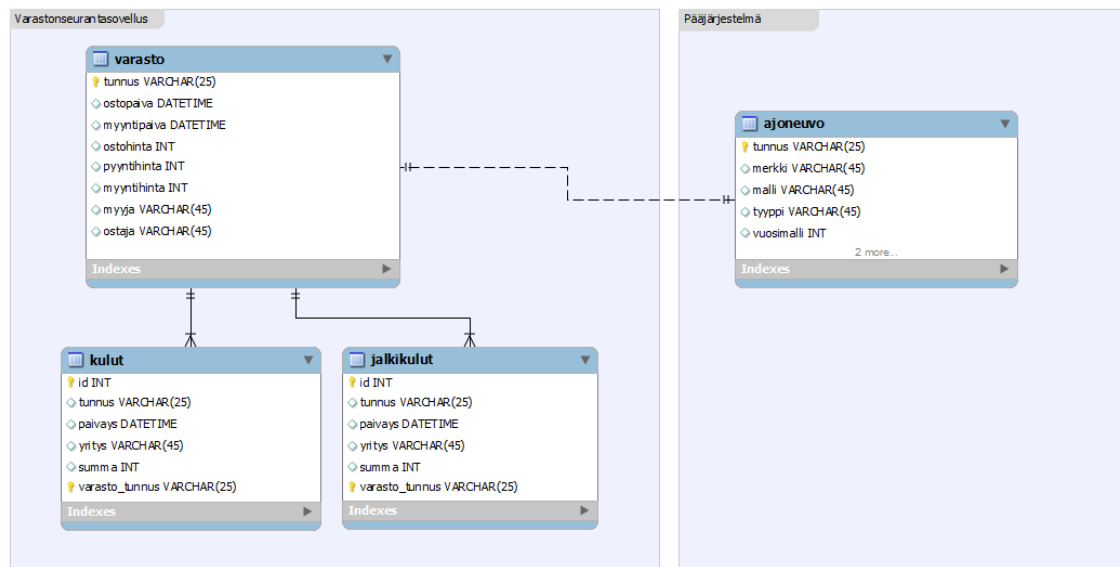 Varastonseurantasovellus
varasto
tunnus VARCHAR(25)
ostopaiva DATETIME
myyntipaiva DATETIME
ostohinta INT
pyyntihinta INT
myyntihinta INT
myyja VARCHAR(45)
ostaja VARCHAR(45)
Indexes
kulut
id INT
tunnus VARCHAR(25)
paivays DATETIME
yritys VARCHAR(45)
summa INT
varasto_tunnus VARCHAR(25)
Indexes
jalkikulut
id INT
tunnus VARCHAR(25)
paivays DATETIME
yritys VARCHAR(45)
summa INT
varasto_tunnus VARCHAR(25)
Indexes
Pääjärjestelmä
ajoneuvo
tunnus VARCHAR(25)
merkki VARCHAR(45)
malli VARCHAR(45)
tyyppi VARCHAR(45)
vuosimalli INT
2 more...
Indexes